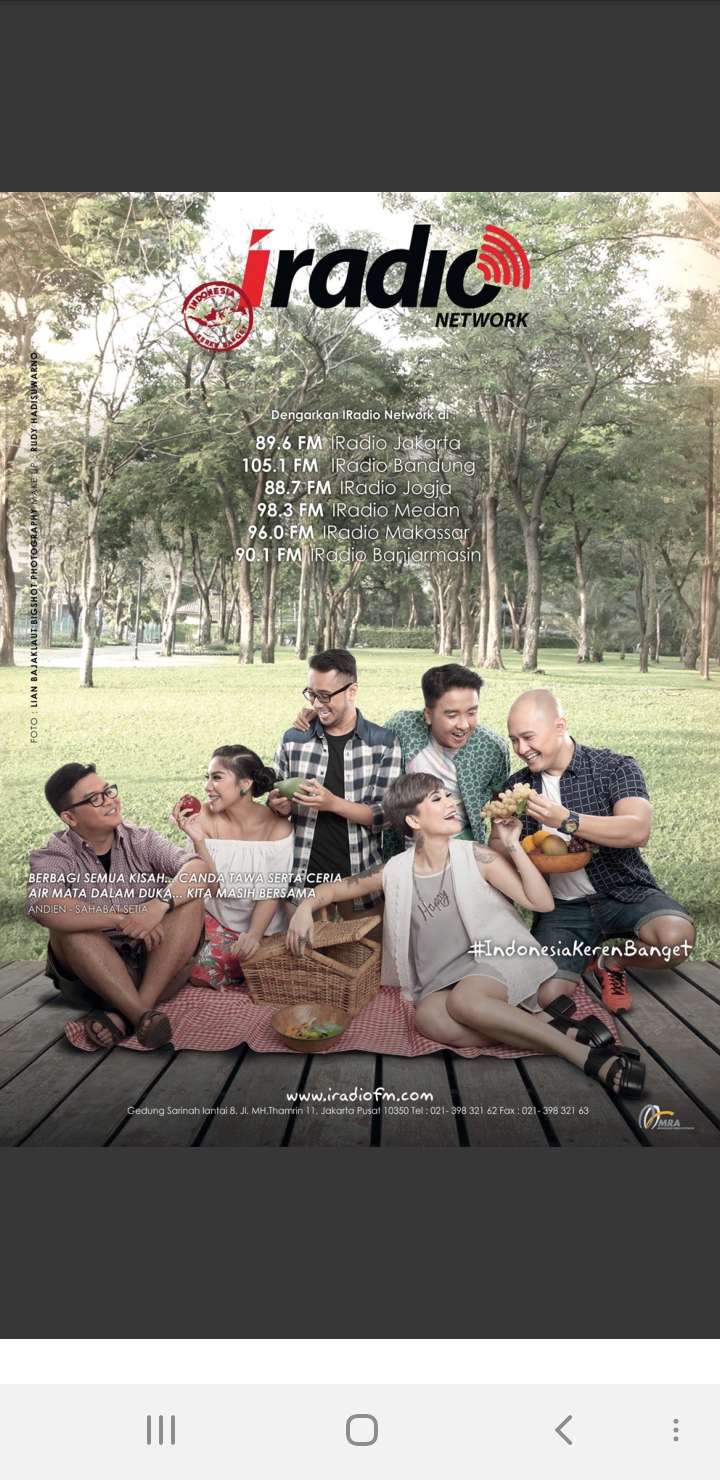 iradio
NETWORK
INDONESIA
KEREN BANGET
Dengarkan IRadio Network di :
89.6 FM IRadio Jakarta
105.1 FM IRadio Bandung
88.7 FM IRadio Jogja
98.3 FM IRadio Medan
96.0 FM IRadio Makassar
90.1 FM IRadio Banjarmasin
FOTO : LIAN BAJAKLAUT BIGSHOT PHOTOGRAPHY MAKE UP : RUDY HADISUWARNO
Happy
BERBAGI SEMUA KISAH... CANDA TAWA SERTA CERIA
AIR MATA DALAM DUKA... KITA MASIH BERSAMA
ANDIEN - SAHABAT SETIA
#IndonesiaKerenBanget
www.iradiofm.com
Gedung Sarinah lantai 8. Jl. MH.Thamrin 11, Jakarta Pusat 10350 Tel : 021- 398 321 62 Fax : 021- 398 321 63
MRA